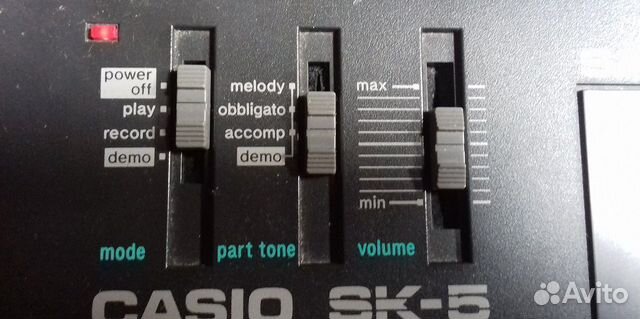 power
off
play
record
demo
mode
melody
obbligato
accomp
demo
part tone
max
min
volume
CASIO SK-5
Avito